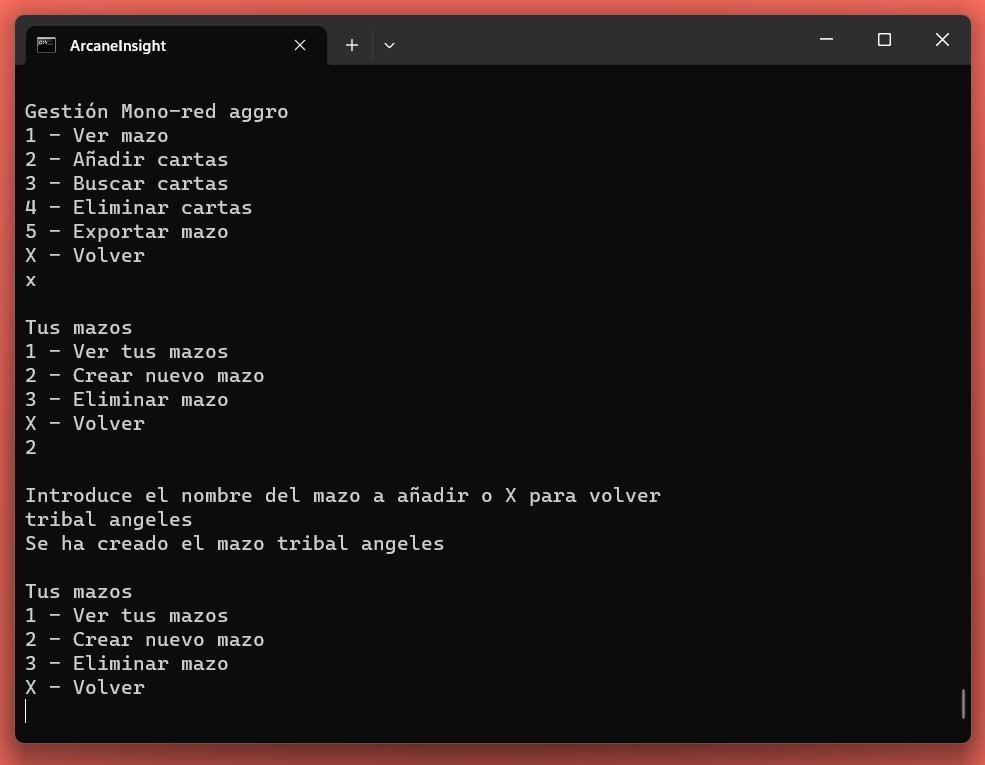 ArcaneInsight
Gestión Mono-red aggro
1 - Ver mazo
2 - Añadir cartas
3 - Buscar cartas
4 - Eliminar cartas
5 - Exportar mazo
X - Volver
x
Tus mazos
1 - Ver tus mazos
2 - Crear nuevo mazo
3 - Eliminar mazo
X - Volver
2
Introduce el nombre del mazo a añadir o X para volver
tribal angeles
Se ha creado el mazo tribal angeles
Tus mazos
1 - Ver tus mazos
2 - Crear nuevo mazo
3 - Eliminar mazo
X - Volver